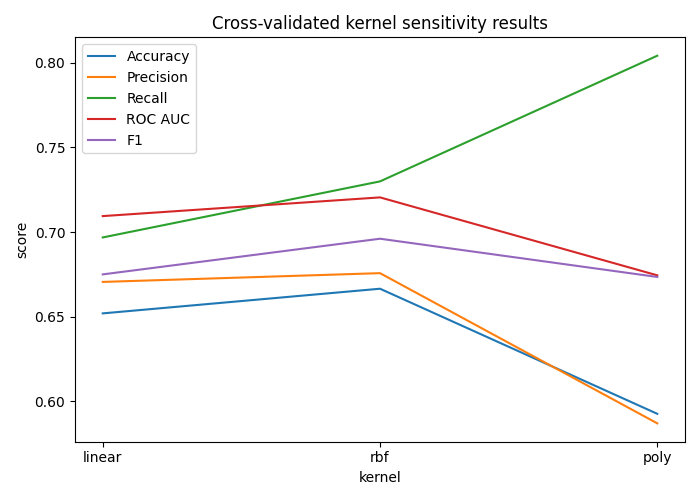 Cross-validated kernel sensitivity results
Accuracy
Precision
Recall
ROC AUC
F1
0.80
0.75
0.70
0.65
0.60
score
linear
rbf
poly
kernel